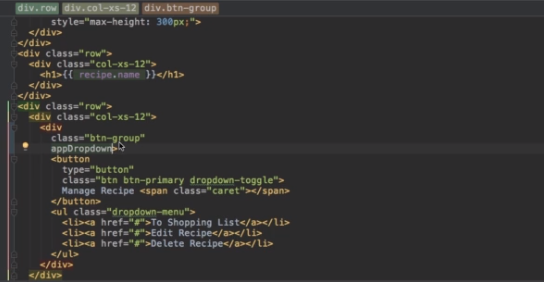 div.row div.col-xs-12 div.btn-group
style="max-height: 300px;">
</div>
</div>
<div class="row">
<div class="col-xs-12">
<h1>{{ recipe.name }}</h1>
</div>
</div>
<div class="row">
<div class="col-xs-12">
<div
class="btn-group"
appDropdown>
<button
type="button"
class="btn btn-primary dropdown-toggle">
Manage Recipe <span class="caret"></span>
</button>
<ul class="dropdown-menu">
<li><a href="#">To Shopping List</a></li>
<li><a href="#">Edit Recipe</a></li>
<li><a href="#">Delete Recipe</a></li>
</ul>
</div>
</div>